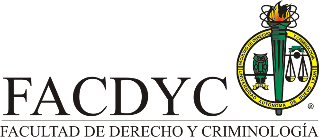 FACDYC
FACULTAD DE DERECHO Y CRIMINOLOGÍA
®